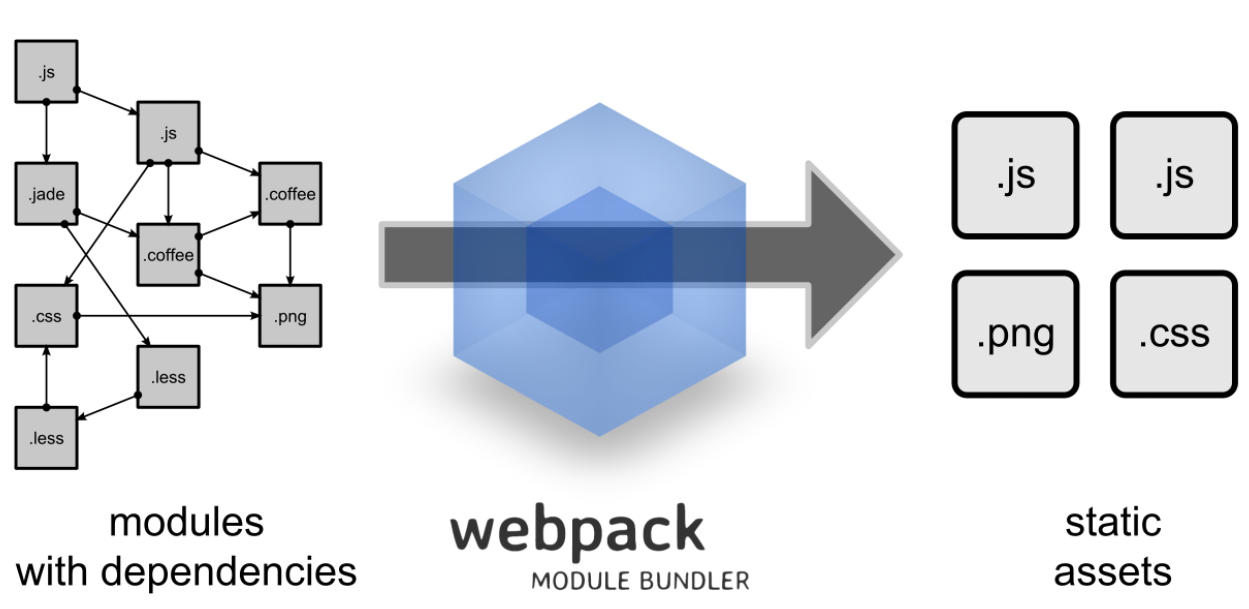 .js
.js
.jade
.coffee
.coffee
.css
.png
.less
.less
modules
with dependencies
webpack
MODULE BUNDLER
.js
.js
.png
.css
static
assets